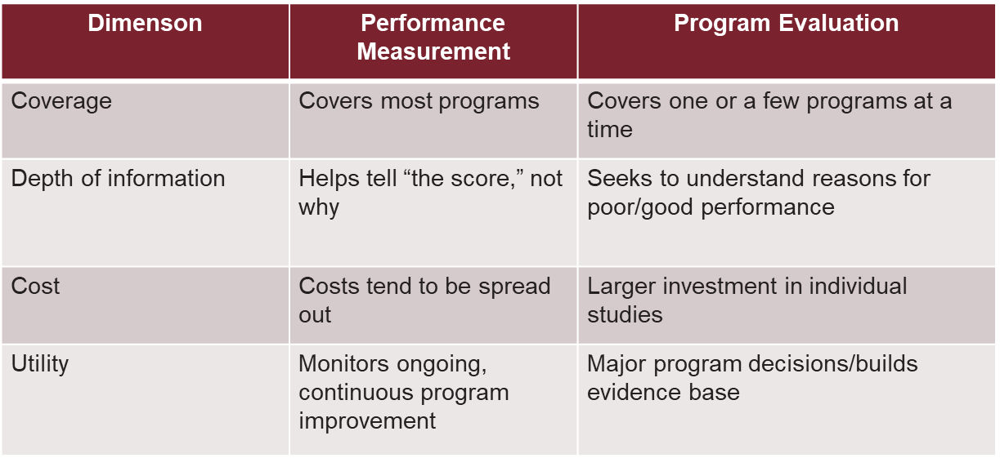 Dimenson
Performance
Measurement
Program Evaluation
Coverage
Covers most programs
Covers one or a few programs at a
time
Depth of information
Helps tell “the score,” not
why
Seeks to understand reasons for
poor/good performance
Cost
Costs tend to be spread
out
Larger investment in individual
studies
Utility
Monitors ongoing,
continuous program
improvement
Major program decisions/builds
evidence base